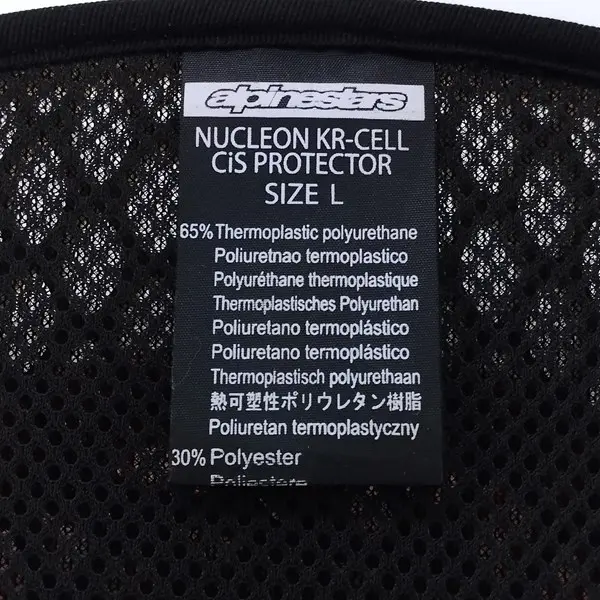 alpinestars
NUCLEON KR-CELL
CiS PROTECTOR
SIZE L
65% Thermoplastic polyurethane
Poliuretnao termoplastico
Polyuréthane thermoplastique
Thermoplastisches Polyurethan
Poliuretano termoplástico
Poliuretano termoplástico
Thermoplastisch polyurethaan
熱可塑性ポリウレタン樹脂
Poliuretan termoplastyczny
30% Polyester
Poliestere